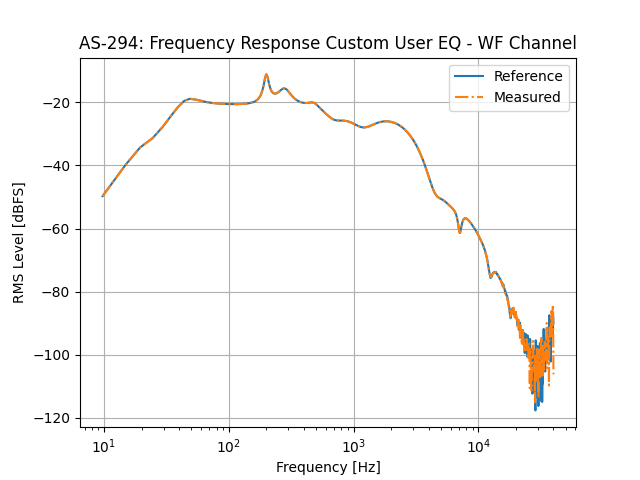 AS-294: Frequency Response Custom User EQ - WF Channel
Reference
Measured
RMS Level [dBFS]
−20
−40
−60
−80
−100
−120
10¹
10²
10³
10⁴
Frequency [Hz]